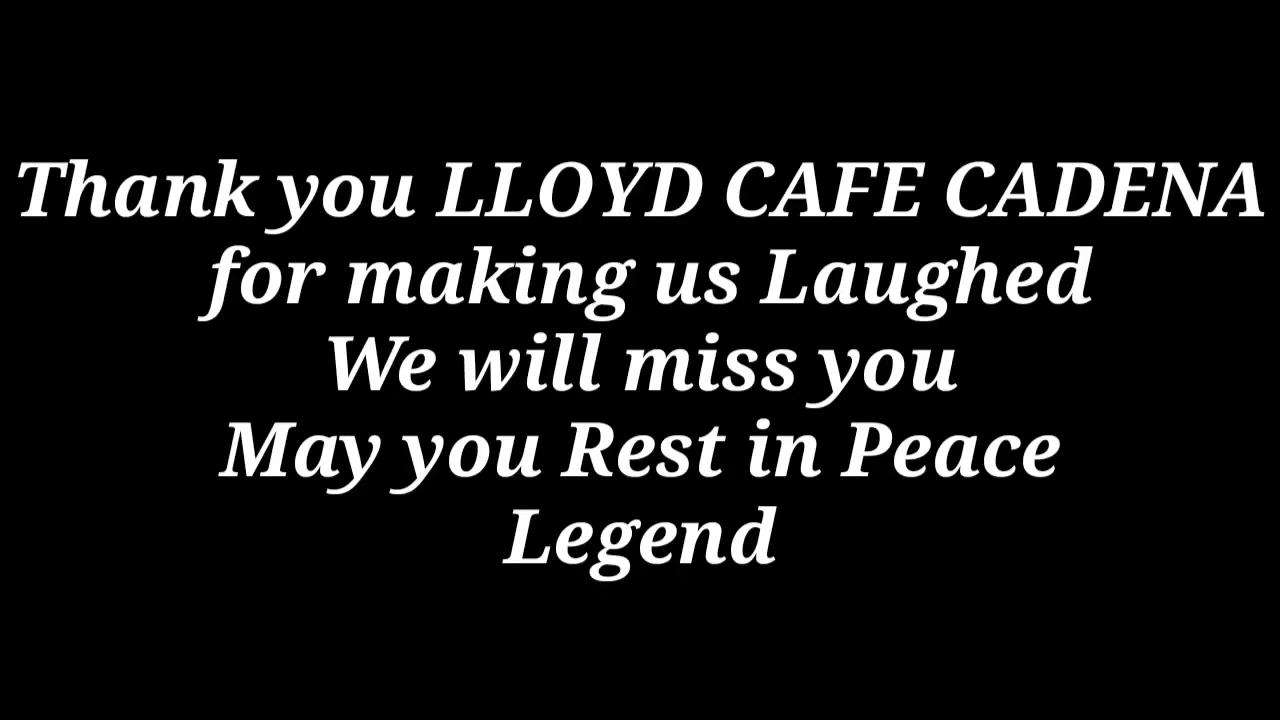 Thank you LLOYD CAFE CADENA
for making us Laughed
We will miss you
May you Rest in Peace
Legend